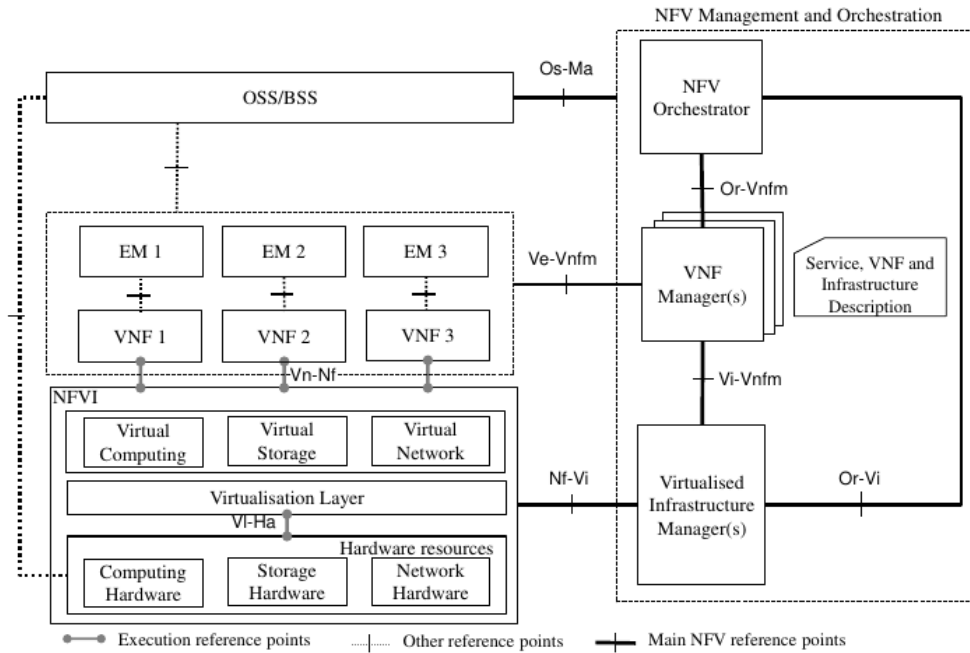 NFV Management and Orchestration
Os-Ma
OSS/BSS
NFV
Orchestrator
Or-Vnfm
EM 1
EM 2
EM 3
Ve-Vnfm
VNF
Manager(s)
Service, VNF and
Infrastructure
Description
VNF 1
VNF 2
VNF 3
Vn-Nf
Vi-Vnfm
NFVI
Virtual
Computing
Virtual
Storage
Virtual
Network
Nf-Vi
Virtualised
Infrastructure
Manager(s)
Or-Vi
Virtualisation Layer
Vl-Ha
Hardware resources
Computing
Hardware
Storage
Hardware
Network
Hardware
Execution reference points
Other reference points
Main NFV reference points